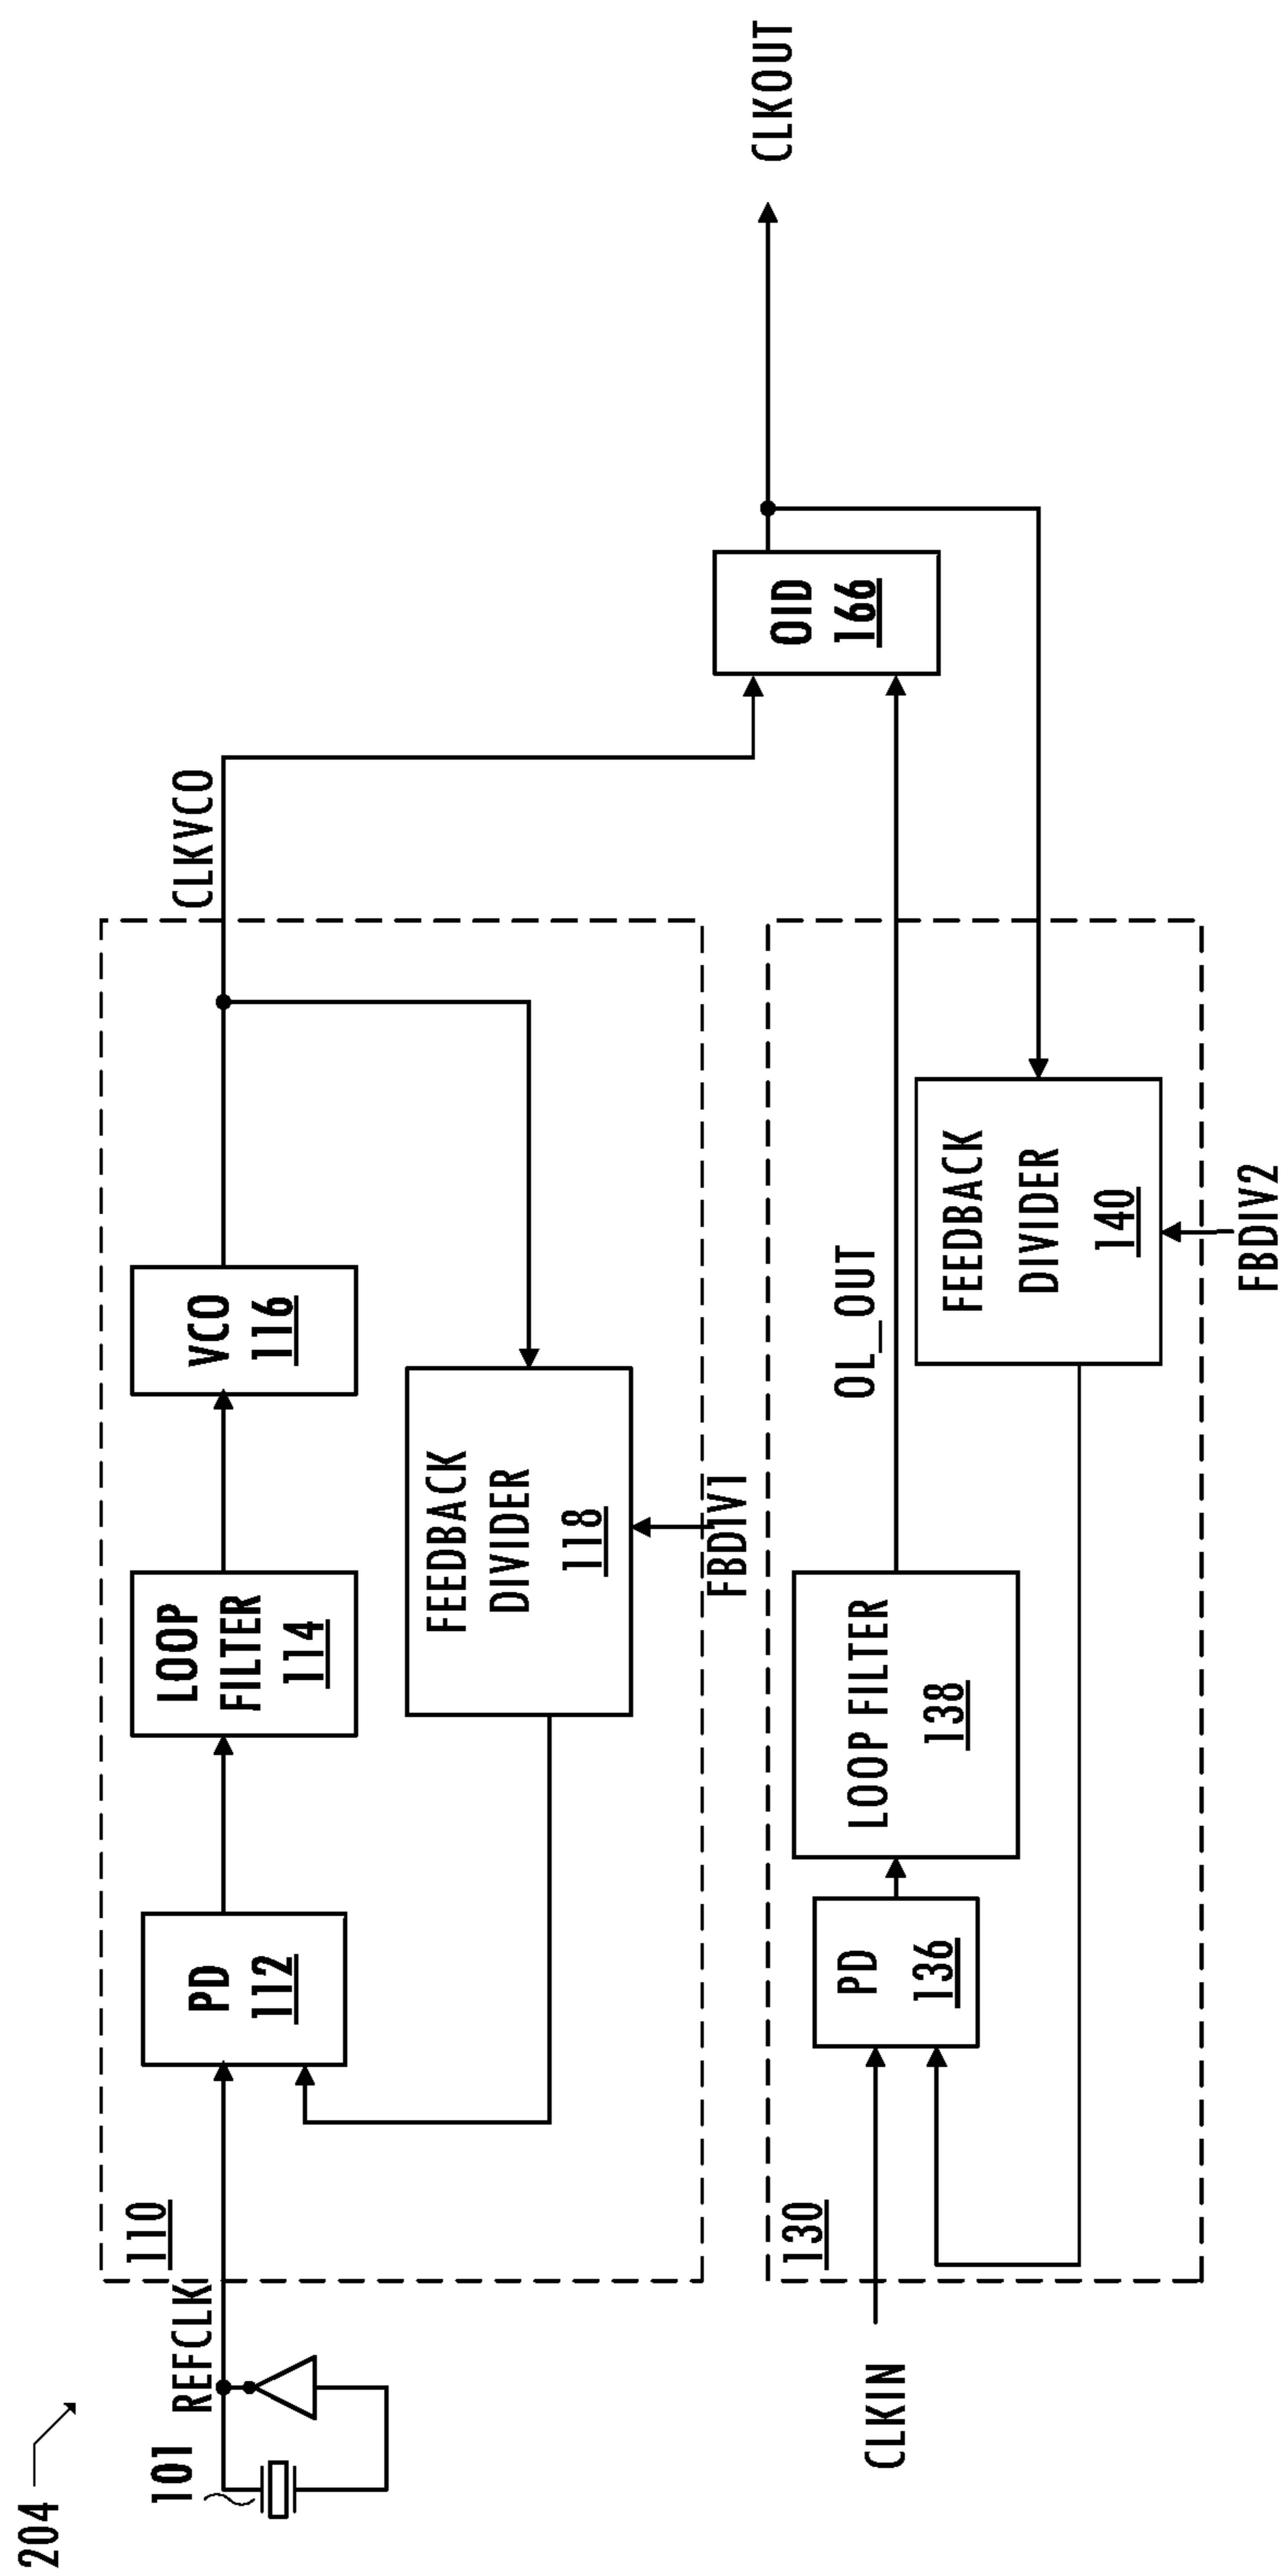 204
101
REFCLK
110
PD
112
LOOP
FILTER
114
VCO
116
CLKVCO
FEEDBACK
DIVIDER
118
FBDIV1
OID
166
CLKOUT
CLKIN
130
PD
136
LOOP FILTER
138
OL_OUT
FEEDBACK
DIVIDER
140
FBDIV2